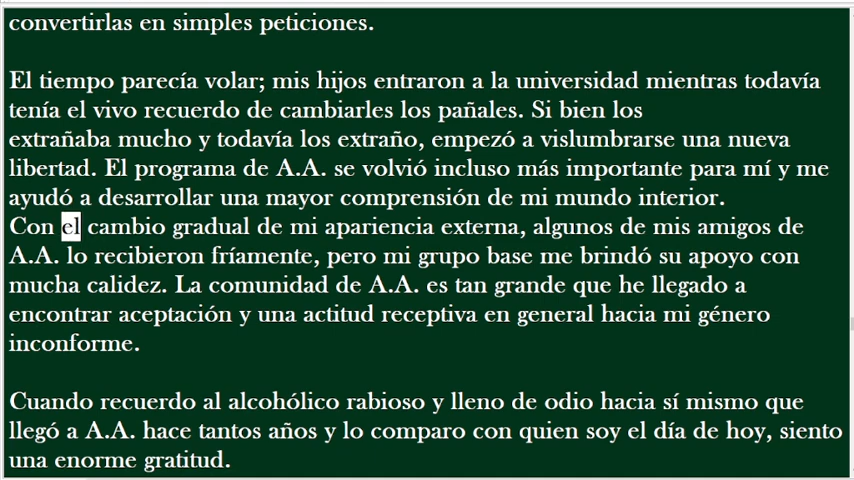 convertirlas en simples peticiones.
El tiempo parecía volar; mis hijos entraron a la universidad mientras todavía
tenía el vivo recuerdo de cambiarles los pañales. Si bien los
extrañaba mucho y todavía los extraño, empezó a vislumbrarse una nueva
libertad. El programa de A.A. se volvió incluso más importante para mí y me
ayudó a desarrollar una mayor comprensión de mi mundo interior.
Con el cambio gradual de mi apariencia externa, algunos de mis amigos de
A.A. lo recibieron fríamente, pero mi grupo base me brindó su apoyo con
mucha calidez. La comunidad de A.A. es tan grande que he llegado a
encontrar aceptación y una actitud receptiva en general hacia mi género
inconforme.
Cuando recuerdo al alcohólico rabioso y lleno de odio hacia sí mismo que
llegó a A.A. hace tantos años y lo comparo con quien soy el día de hoy, siento
una enorme gratitud.